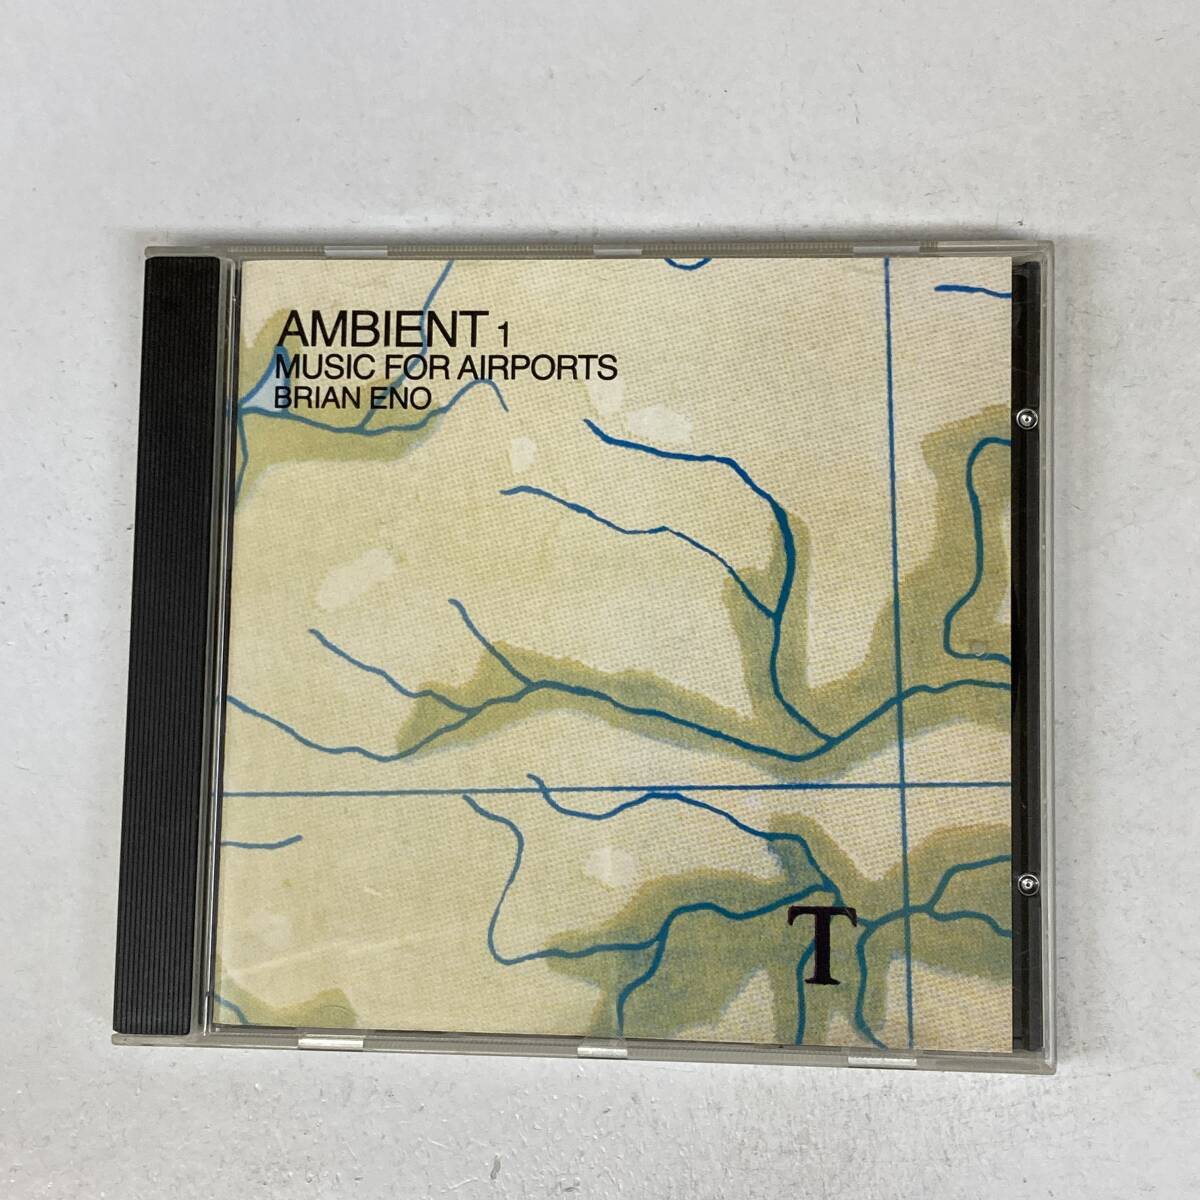 AMBIENT 1
MUSIC FOR AIRPORTS
BRIAN ENO
T